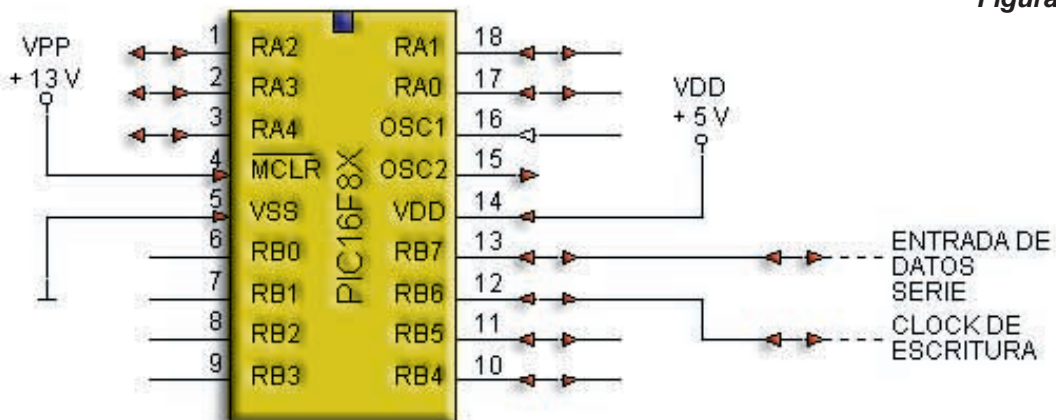 Figura
VPP
+ 13 V
VDD
+ 5 V
1 RA2 RA1 18
2 RA3 RA0 17
3 RA4 OSC1 16
4 MCLR OSC2 15
5 VSS VDD 14
6 RB0 RB7 13
7 RB1 RB6 12
8 RB2 RB5 11
9 RB3 RB4 10
PIC16F8X
ENTRADA DE
DATOS
SERIE
CLOCK DE
ESCRITURA